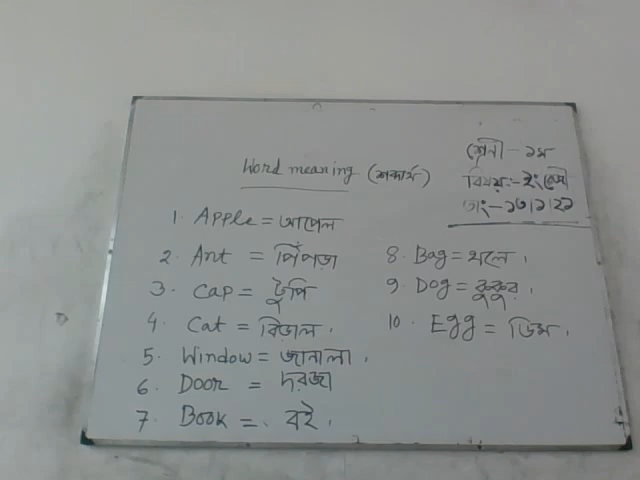 শ্রেনী - ১ম
বিষয়:- ইংরেজী
তাং - ১৩/১/২১
Word meaning (শব্দার্থ)
1. Apple = আপেল
2. Ant = পিঁপড়া
3. Cap = টুপি
4. Cat = বিড়াল.
5. Window = জানালা.
6. Door = দরজা
7. Book = . বই.
8. Bag = থলে.
9. Dog = কুকুর.
10. Egg = ডিম.